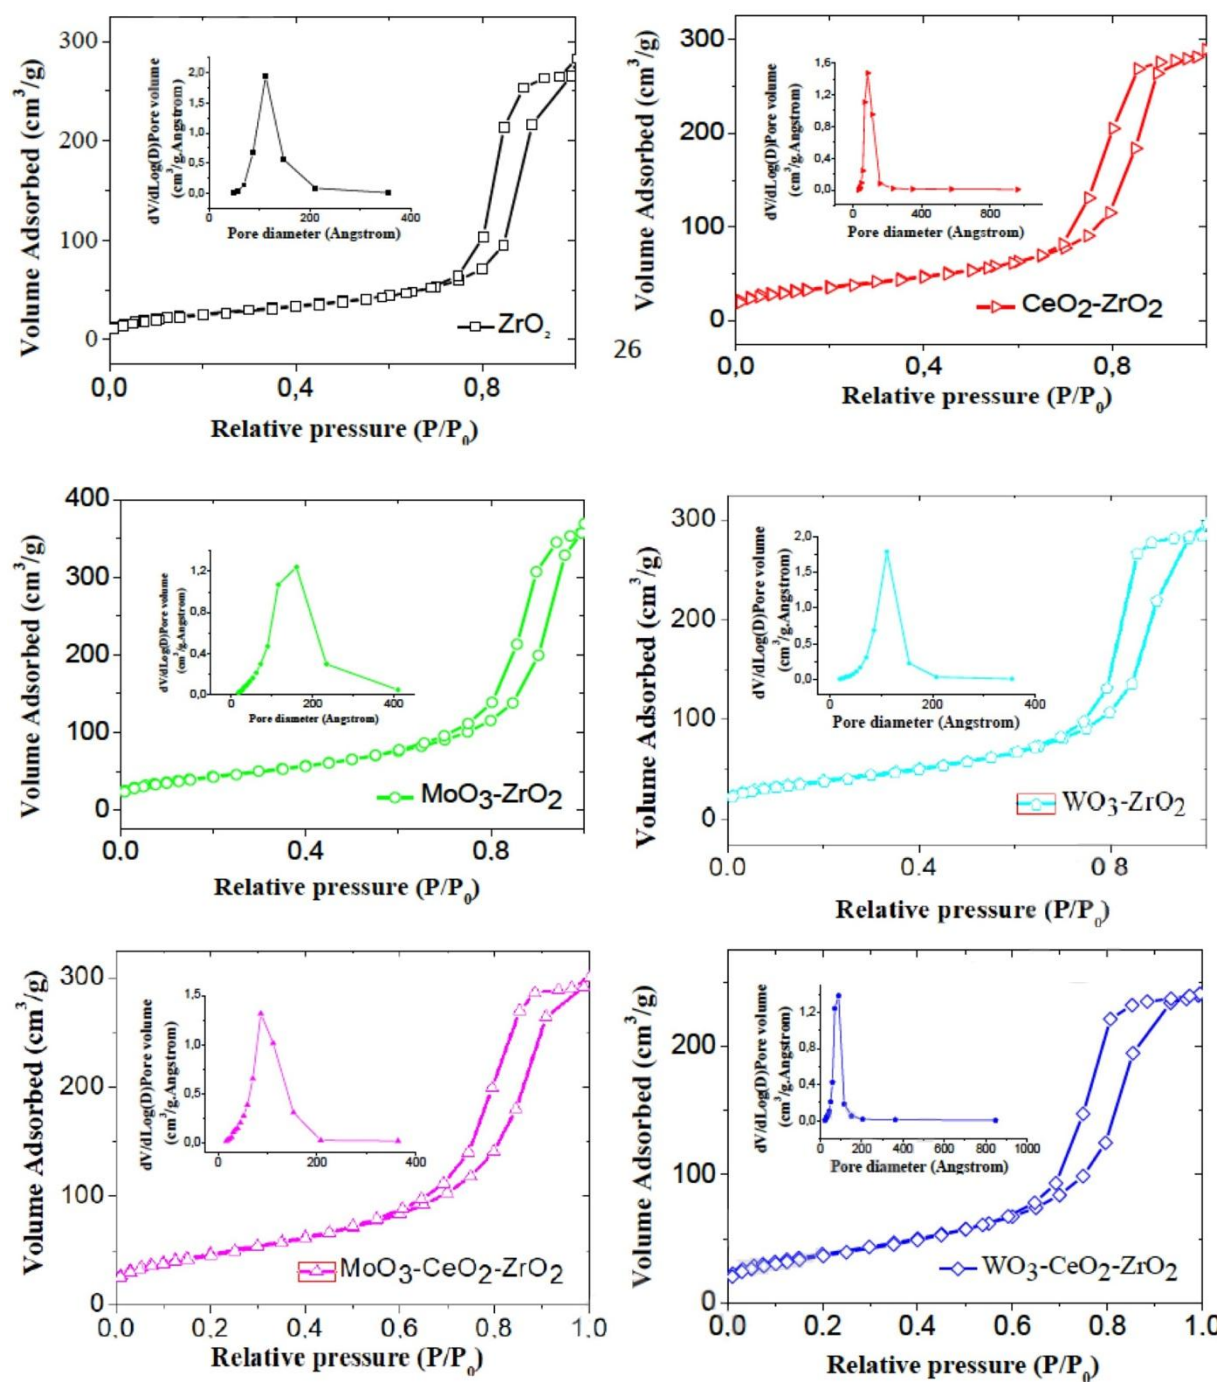 300
200
100
0
Volume Adsorbed (cm³/g)
dV/dLog(D)Pore volume
(cm³/g.Angstrom)
2,0
1,5
1,0
0,5
0,0
0 200 400
Pore diameter (Angstrom)
ZrO₂
0,0 0,4 0,8
Relative pressure (P/P₀)
26
300
200
100
0
Volume Adsorbed (cm³/g)
dV/dLog(D)Pore volume
(cm³/g.Angstrom)
1,6
1,2
0,8
0,4
0,0
0 400 800
Pore diameter (Angstrom)
CeO₂-ZrO₂
0,0 0,4 0,8
Relative pressure (P/P₀)
400
300
200
100
0
Volume Adsorbed (cm³/g)
dV/dLog(D)Pore volume
(cm³/g.Angstrom)
1,2
0,8
0,4
0,0
0 200 400
Pore diameter (Angstrom)
MoO₃-ZrO₂
0.0 0.4 0.8
Relative pressure (P/P₀)
300
200
100
0
Volume Adsorbed (cm³/g)
dV/dLog(D)Pore volume
(cm³/g.Angstrom)
2,0
1,5
1,0
0,5
0,0
0 200 400
Pore diameter (Angstrom)
WO₃-ZrO₂
0.0 0.4 0 8
Relative pressure (P/P₀)
300
200
100
0
Volume Adsorbed (cm³/g)
dV/dLog(D)Pore volume
(cm³/g.Angstrom)
1,5
1,0
0,5
0,0
0 200 400
Pore diameter (Angstrom)
MoO₃-CeO₂-ZrO₂
0.0 0.2 0.4 0.6 0.8 1.0
Relative pressure (P/P₀)
200
100
0
Volume Adsorbed (cm³/g)
dV/dLog(D)Pore volume
(cm³/g.Angstrom)
1,6
1,2
0,8
0,4
0,0
0 200 400 600 800 1000
Pore diameter (Angstrom)
WO₃-CeO₂-ZrO₂
0.0 0.2 0.4 0.6 0.8 1.0
Relative pressure (P/P₀)